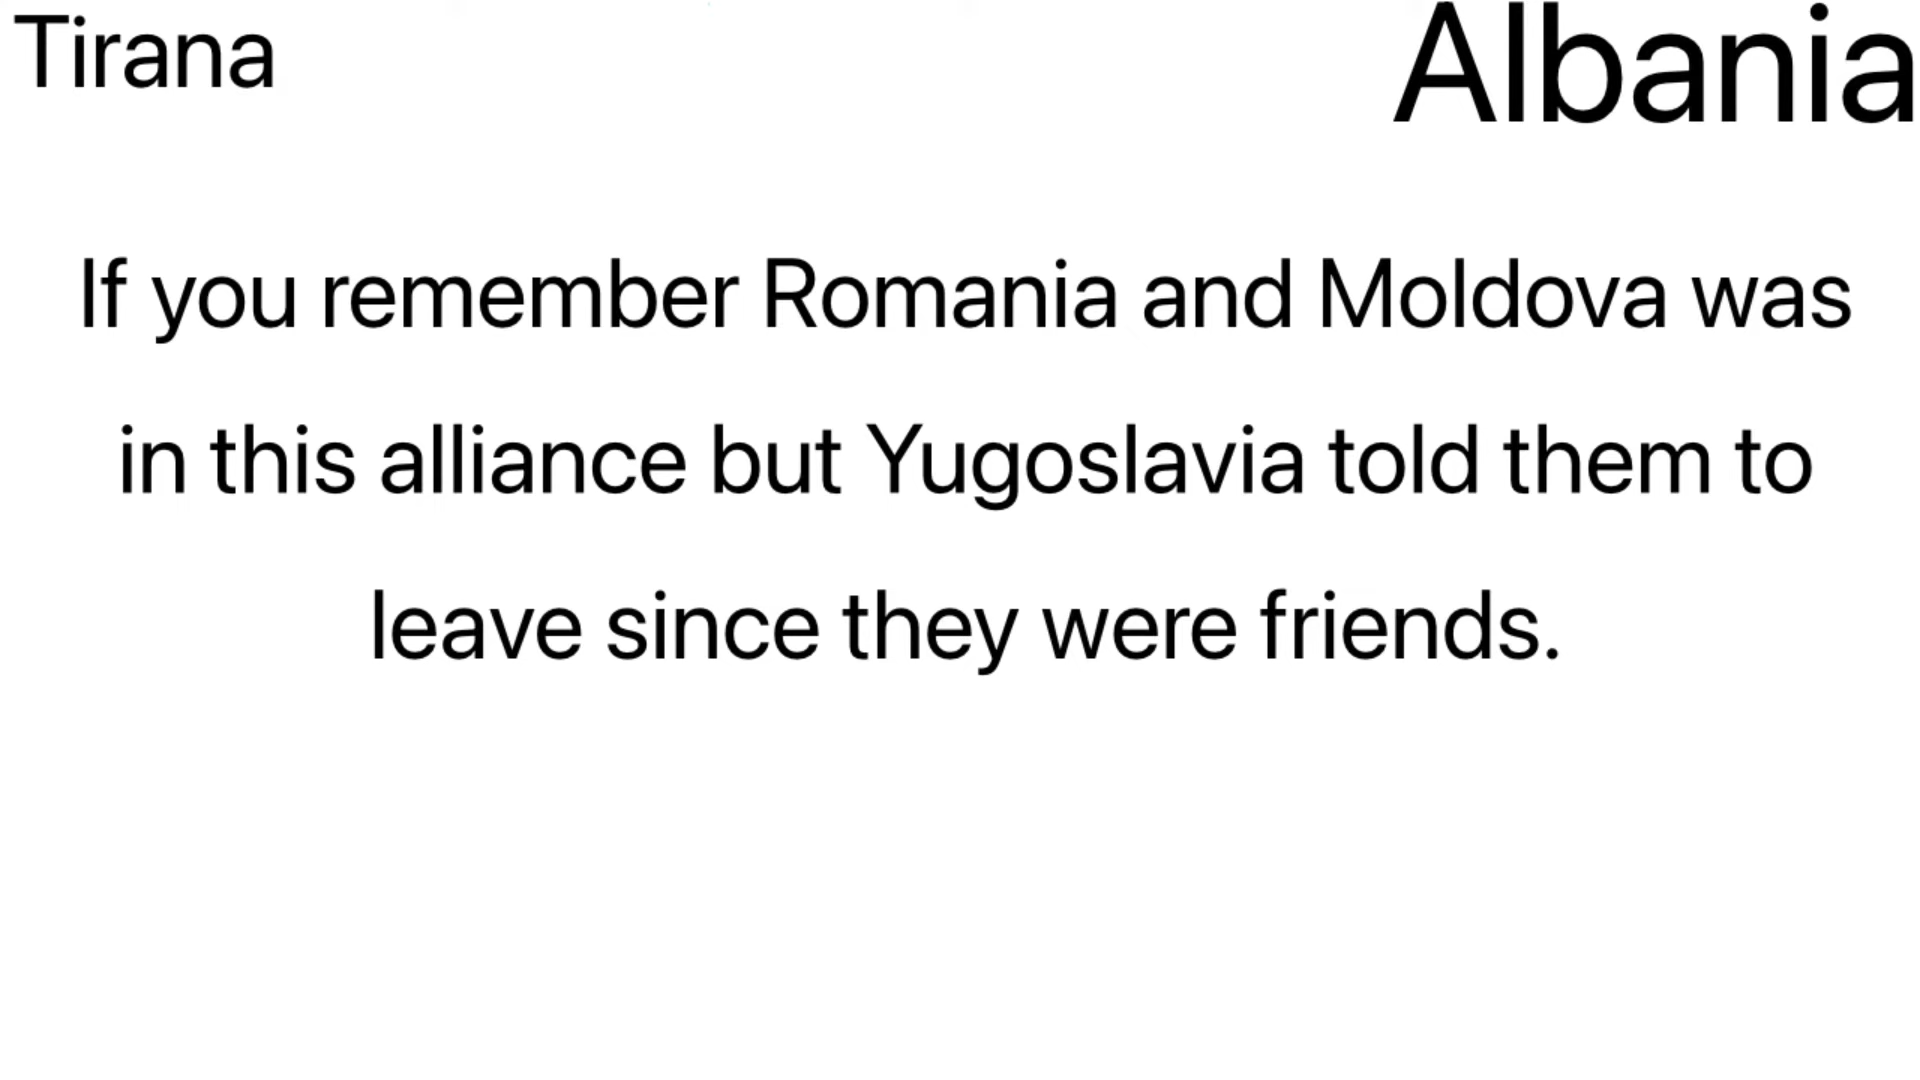 Tirana
Albania
If you remember Romania and Moldova was
in this alliance but Yugoslavia told them to
leave since they were friends.